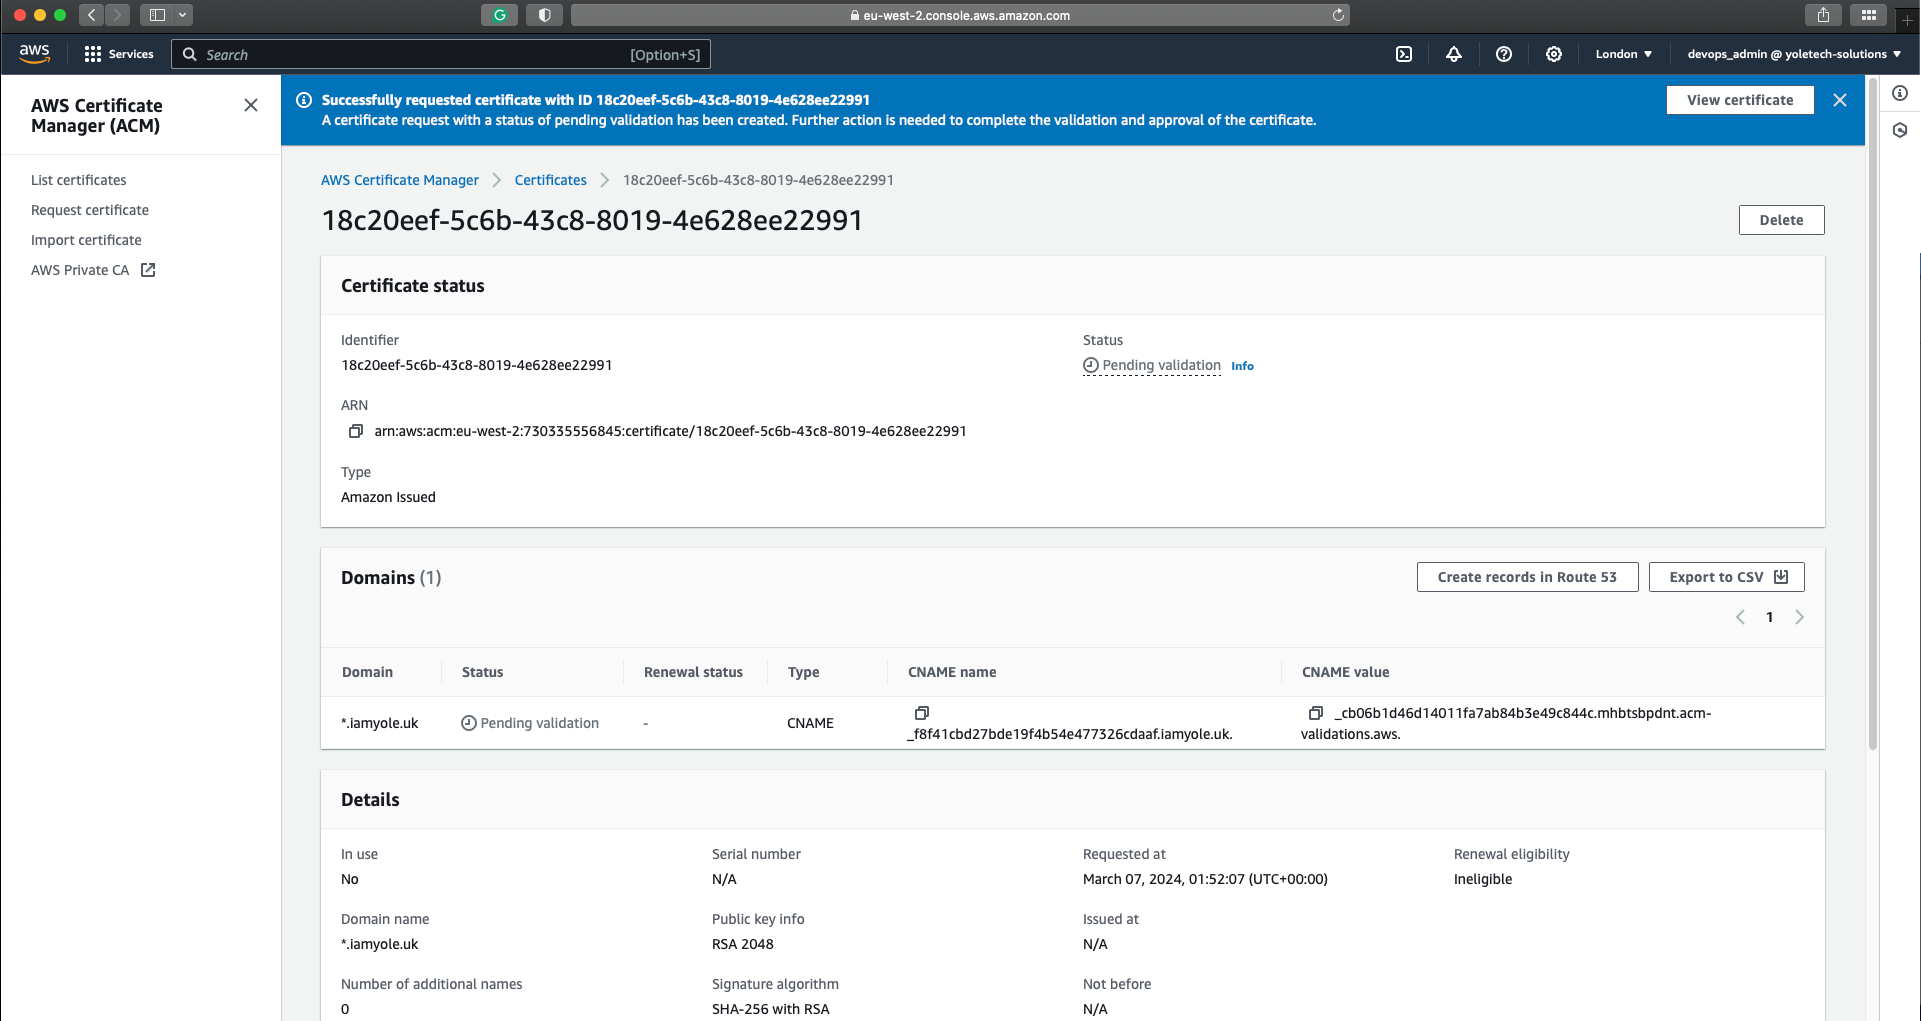 eu-west-2.console.aws.amazon.com
aws
Services
Search
[Option+S]
London
devops_admin @ yoletech-solutions
AWS Certificate
Manager (ACM)
List certificates
Request certificate
Import certificate
AWS Private CA
Successfully requested certificate with ID 18c20eef-5c6b-43c8-8019-4e628ee22991
A certificate request with a status of pending validation has been created. Further action is needed to complete the validation and approval of the certificate.
View certificate
AWS Certificate Manager
Certificates
18c20eef-5c6b-43c8-8019-4e628ee22991
18c20eef-5c6b-43c8-8019-4e628ee22991
Delete
Certificate status
Identifier
18c20eef-5c6b-43c8-8019-4e628ee22991
Status
Pending validation Info
ARN
arn:aws:acm:eu-west-2:730335556845:certificate/18c20eef-5c6b-43c8-8019-4e628ee22991
Type
Amazon Issued
Domains (1)
Create records in Route 53
Export to CSV
1
Domain
Status
Renewal status
Type
CNAME name
CNAME value
*.iamyole.uk
Pending validation
-
CNAME
_f8f41cbd27bde19f4b54e477326cdaaf.iamyole.uk.
_cb06b1d46d14011fa7ab84b3e49c844c.mhbtsbpdnt.acm-
validations.aws.
Details
In use
No
Serial number
N/A
Requested at
March 07, 2024, 01:52:07 (UTC+00:00)
Renewal eligibility
Ineligible
Domain name
*.iamyole.uk
Public key info
RSA 2048
Issued at
N/A
Number of additional names
0
Signature algorithm
SHA-256 with RSA
Not before
N/A